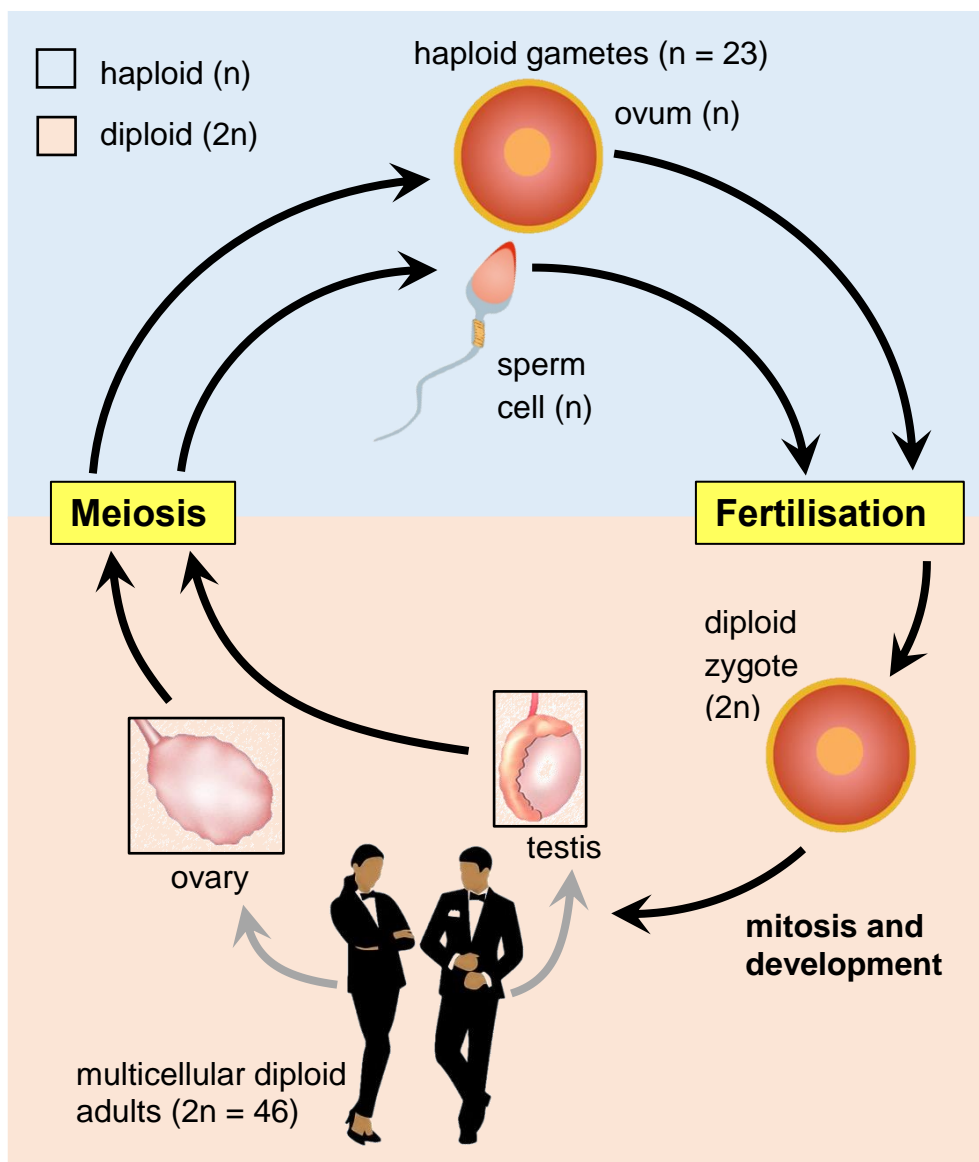 haploid (n)
diploid (2n)
haploid gametes (n = 23)
ovum (n)
sperm
cell (n)
Meiosis
Fertilisation
diploid
zygote
(2n)
ovary
testis
mitosis and
development
multicellular diploid
adults (2n = 46)